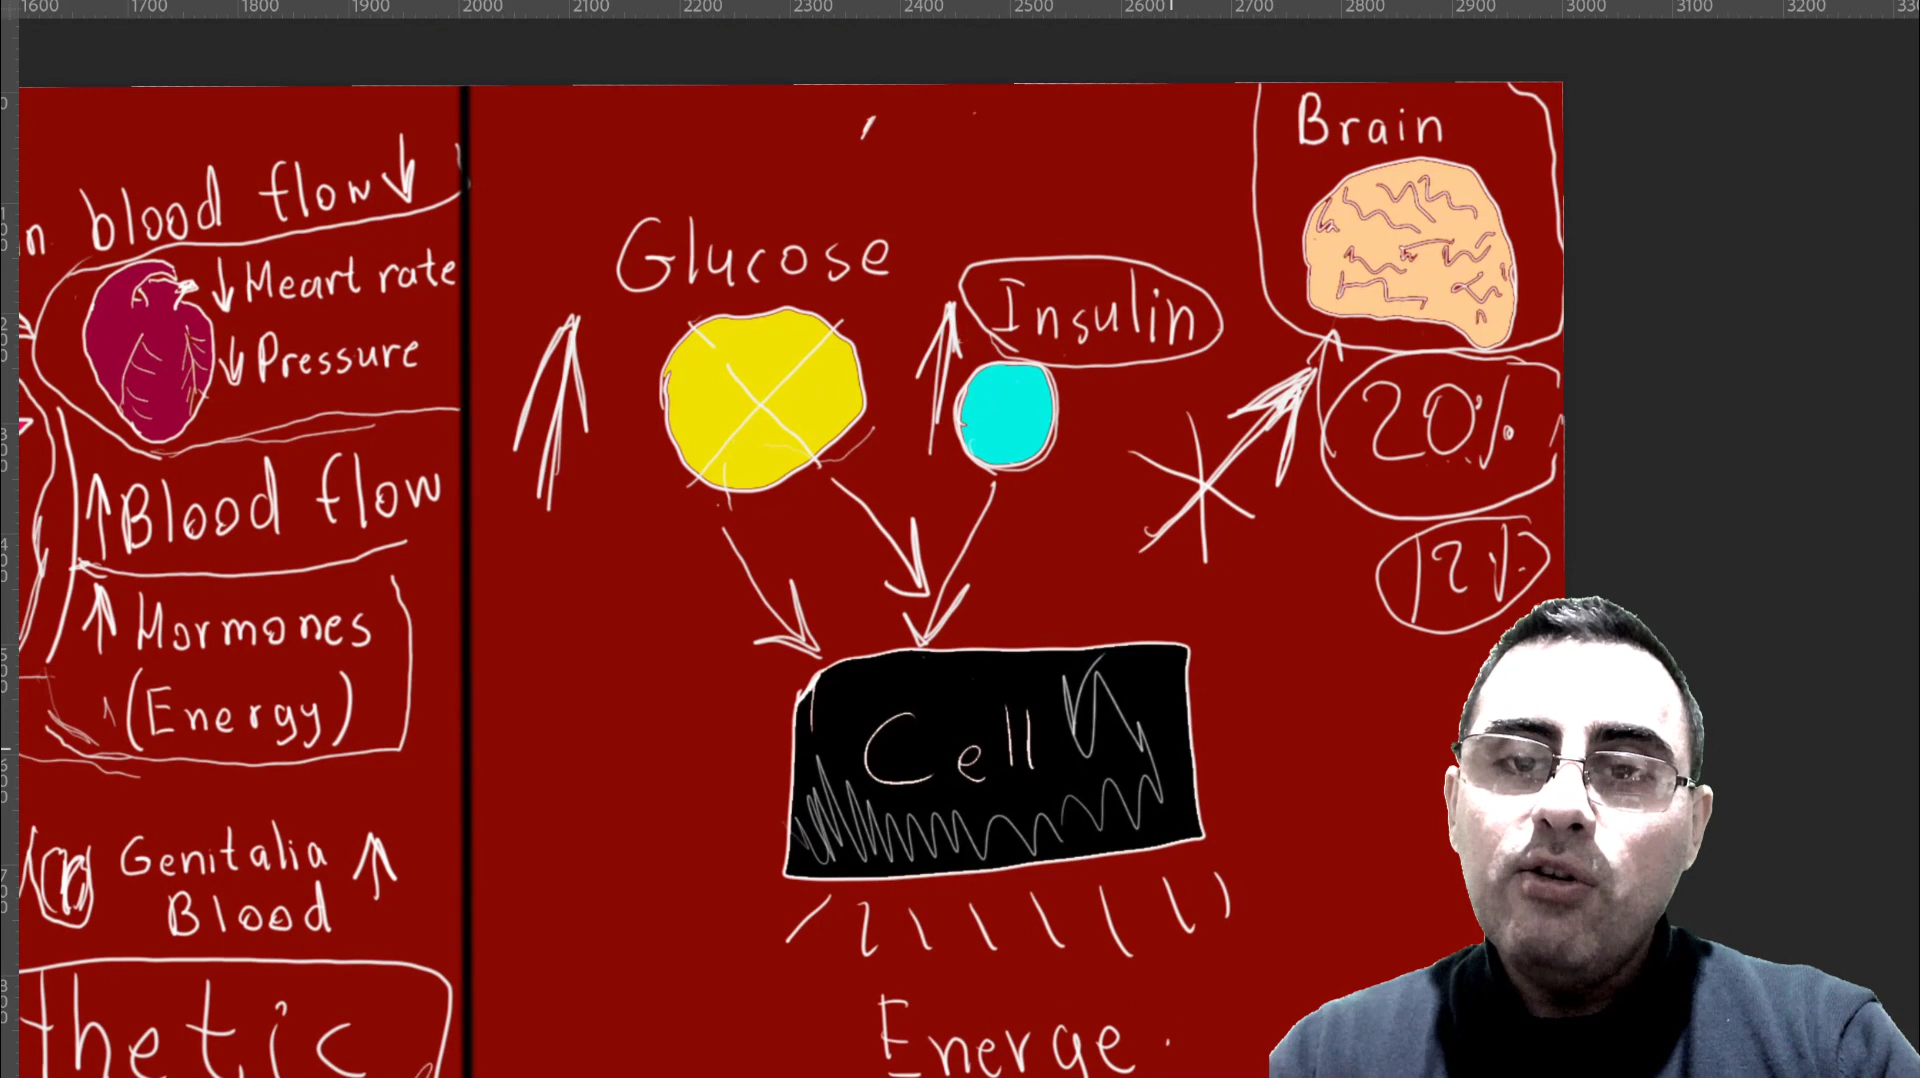 1600 1700 1800 1900 2000 2100 2200 2300 2400 2500 2600 2700 2800 2900 3000 3100 3200
n blood flow
Meart rate
Pressure
Blood flow
Hormones
(Energy)
Genitalia
Blood
thetic
Glucose
Insulin
Cell
Energe.
Brain
20%
12%